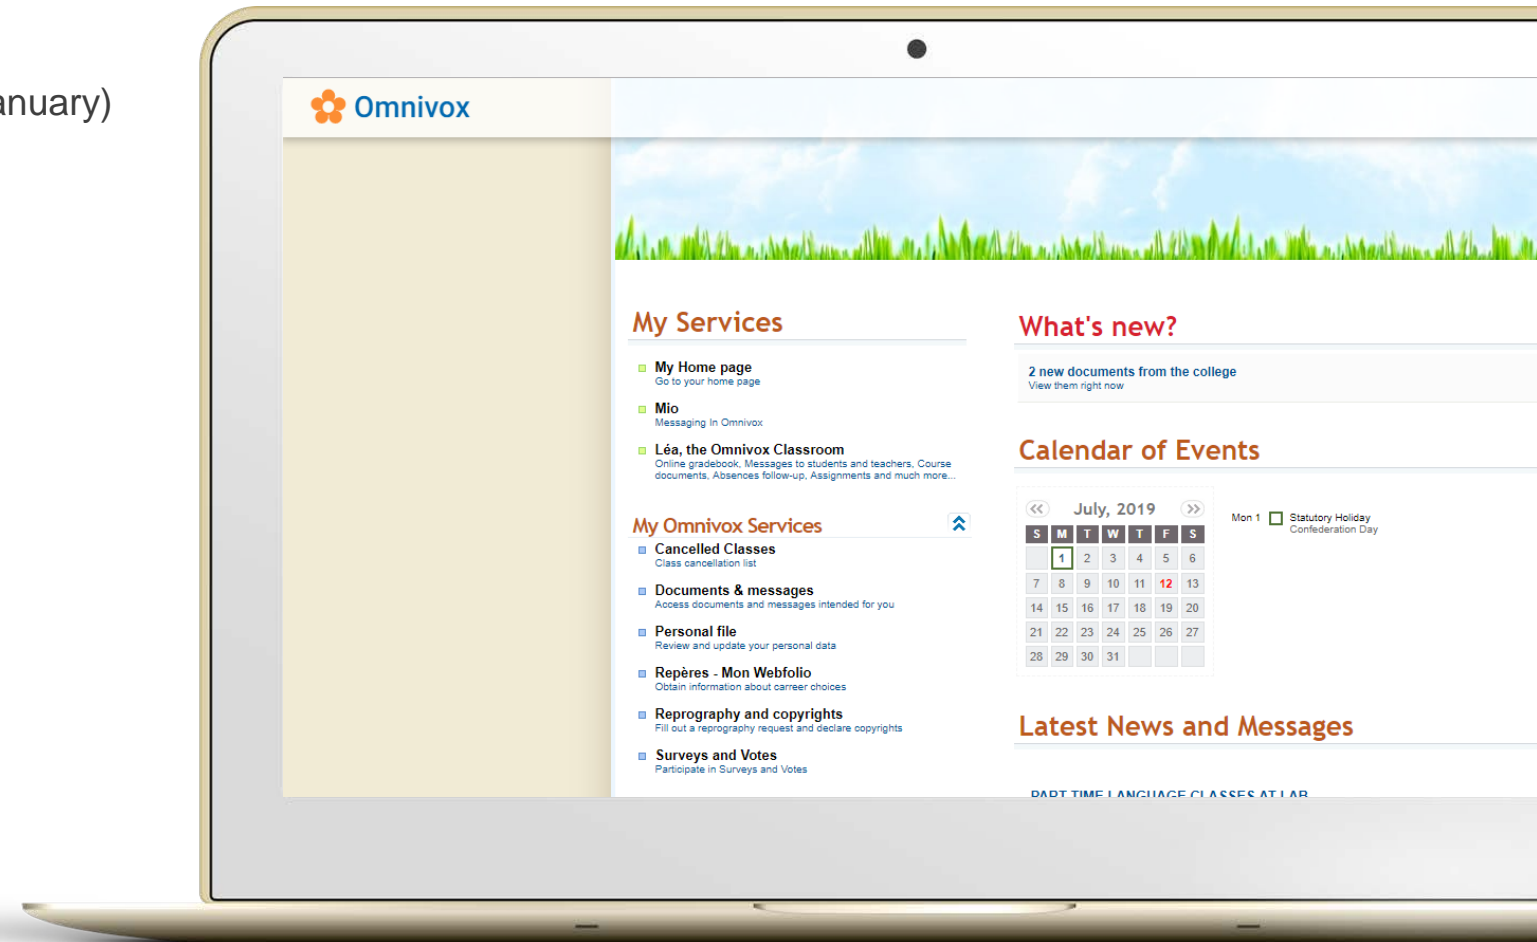 anuary)
Omnivox
My Services
My Home page
Go to your home page
Mio
Messaging In Omnivox
Léa, the Omnivox Classroom
Online gradebook, Messages to students and teachers, Course
documents, Absences follow-up, Assignments and much more...
My Omnivox Services
Cancelled Classes
Class cancellation list
Documents & messages
Access documents and messages intended for you
Personal file
Review and update your personal data
Repères - Mon Webfolio
Obtain information about carreer choices
Reprography and copyrights
Fill out a reprography request and declare copyrights
Surveys and Votes
Participate in Surveys and Votes
What's new?
2 new documents from the college
View them right now
Calendar of Events
July, 2019
S M T W T F S
1 2 3 4 5 6
7 8 9 10 11 12 13
14 15 16 17 18 19 20
21 22 23 24 25 26 27
28 29 30 31
Mon 1 Statutory Holiday
Confederation Day
Latest News and Messages
PART TIME LANGUAGE CLASSES AT LAB